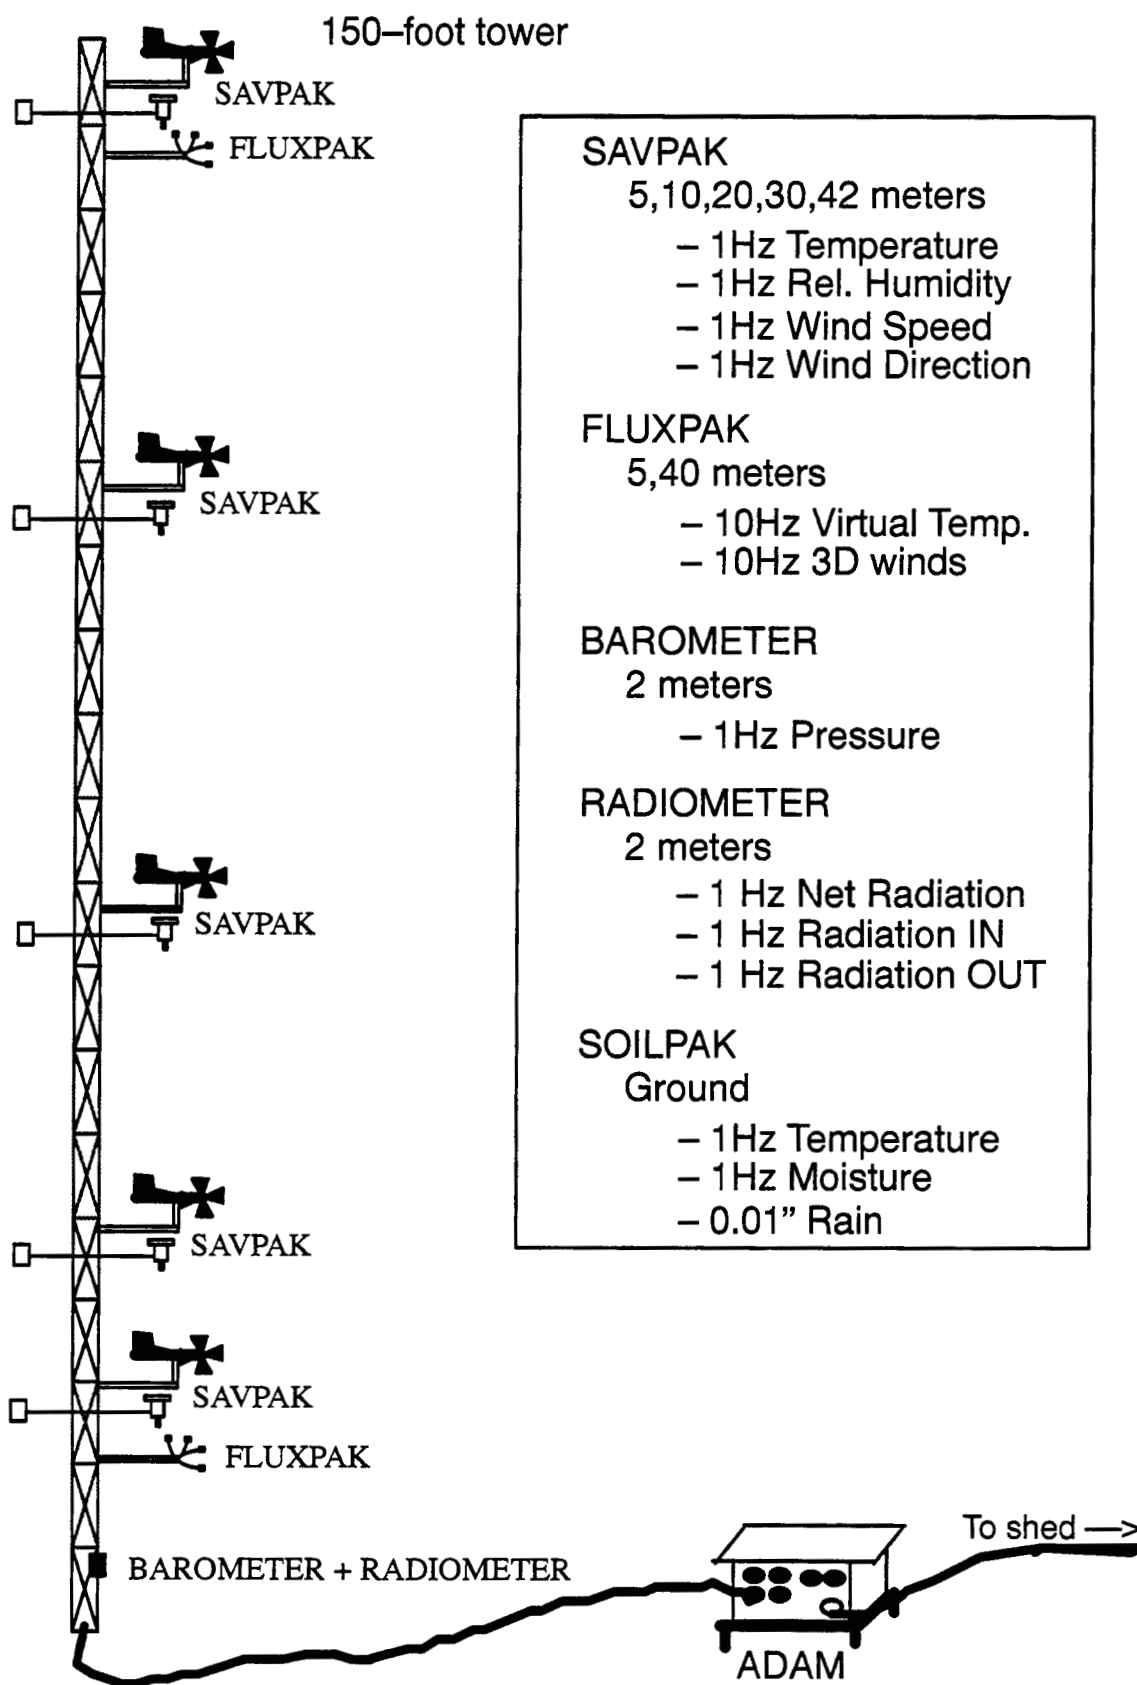 150–foot tower
SAVPAK
FLUXPAK
SAVPAK
SAVPAK
SAVPAK
SAVPAK
FLUXPAK
BAROMETER + RADIOMETER
SAVPAK
5,10,20,30,42 meters
– 1Hz Temperature
– 1Hz Rel. Humidity
– 1Hz Wind Speed
– 1Hz Wind Direction
FLUXPAK
5,40 meters
– 10Hz Virtual Temp.
– 10Hz 3D winds
BAROMETER
2 meters
– 1Hz Pressure
RADIOMETER
2 meters
– 1 Hz Net Radiation
– 1 Hz Radiation IN
– 1 Hz Radiation OUT
SOILPAK
Ground
– 1Hz Temperature
– 1Hz Moisture
– 0.01” Rain
To shed —>
ADAM